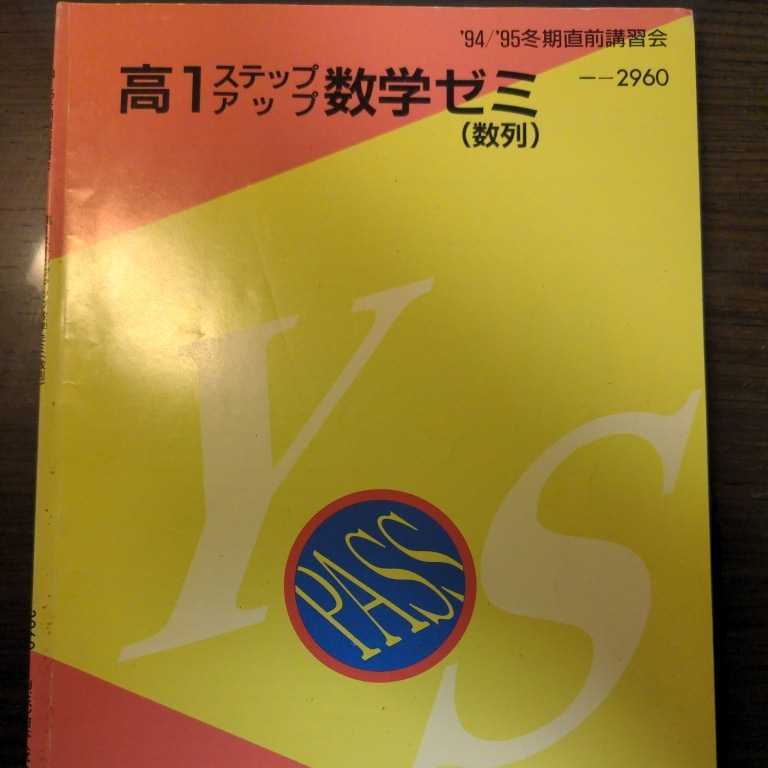 '94/'95冬期直前講習会
高1ステップアップ数学ゼミ
(数列)
――2960
YS
PASS